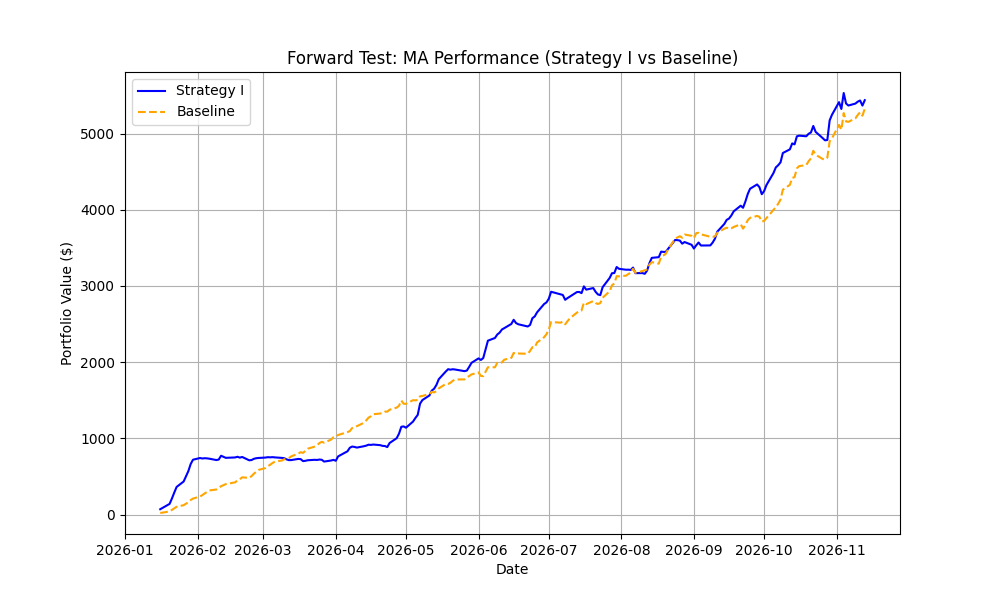 Forward Test: MA Performance (Strategy I vs Baseline)
Strategy I
Baseline
Portfolio Value ($)
5000
4000
3000
2000
1000
0
2026-01 2026-02 2026-03 2026-04 2026-05 2026-06 2026-07 2026-08 2026-09 2026-10 2026-11
Date